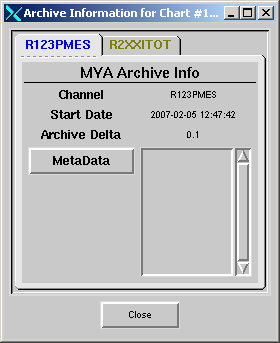 Archive Information for Chart #1...
R123PMES R2XXITOT
MYA Archive Info
Channel R123PMES
Start Date 2007-02-05 12:47:42
Archive Delta 0.1
MetaData
Close